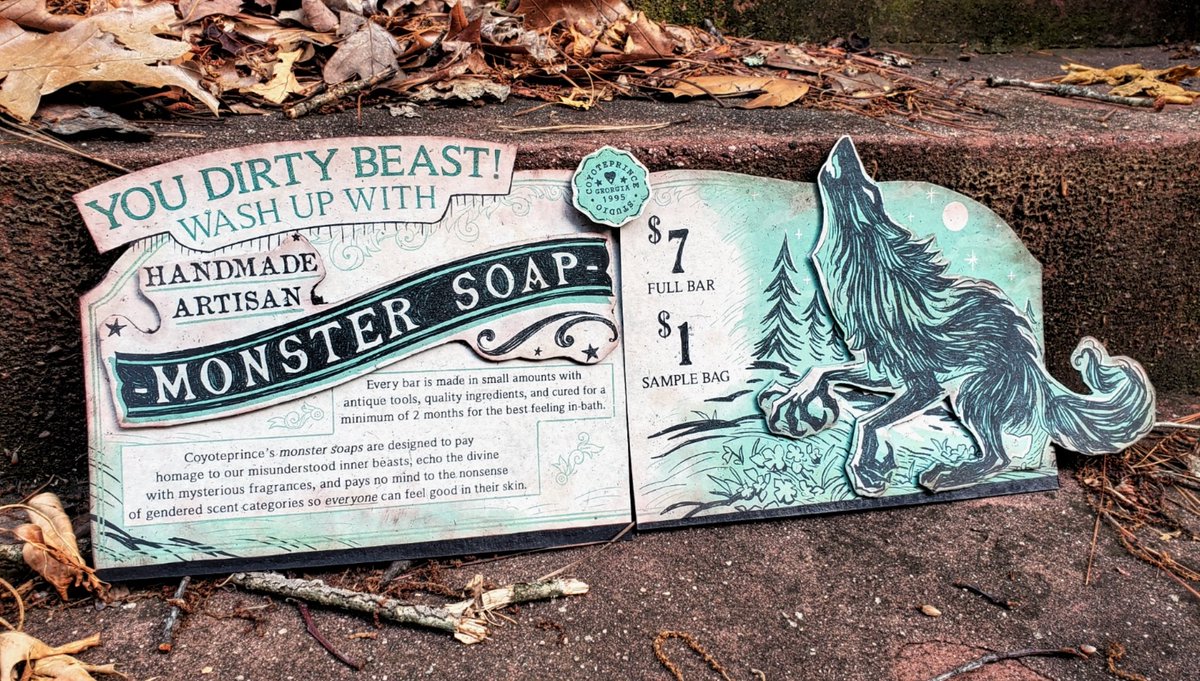 YOU DIRTY BEAST!
WASH UP WITH
HANDMADE
ARTISAN
-MONSTER SOAP-
Every bar is made in small amounts with
antique tools, quality ingredients, and cured for a
minimum of 2 months for the best feeling in-bath.
Coyoteprince's monster soaps are designed to pay
homage to our misunderstood inner beasts, echo the divine
with mysterious fragrances, and pays no mind to the nonsense
of gendered scent categories so everyone can feel good in their skin.
COYOTEPRINCE
GEORGIA
1995
STUDIO
$7
FULL BAR
$1
SAMPLE BAG